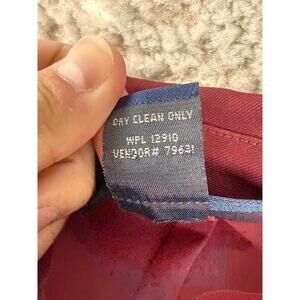 DRY CLEAN ONLY
WPL 12910
VENDOR# 79631